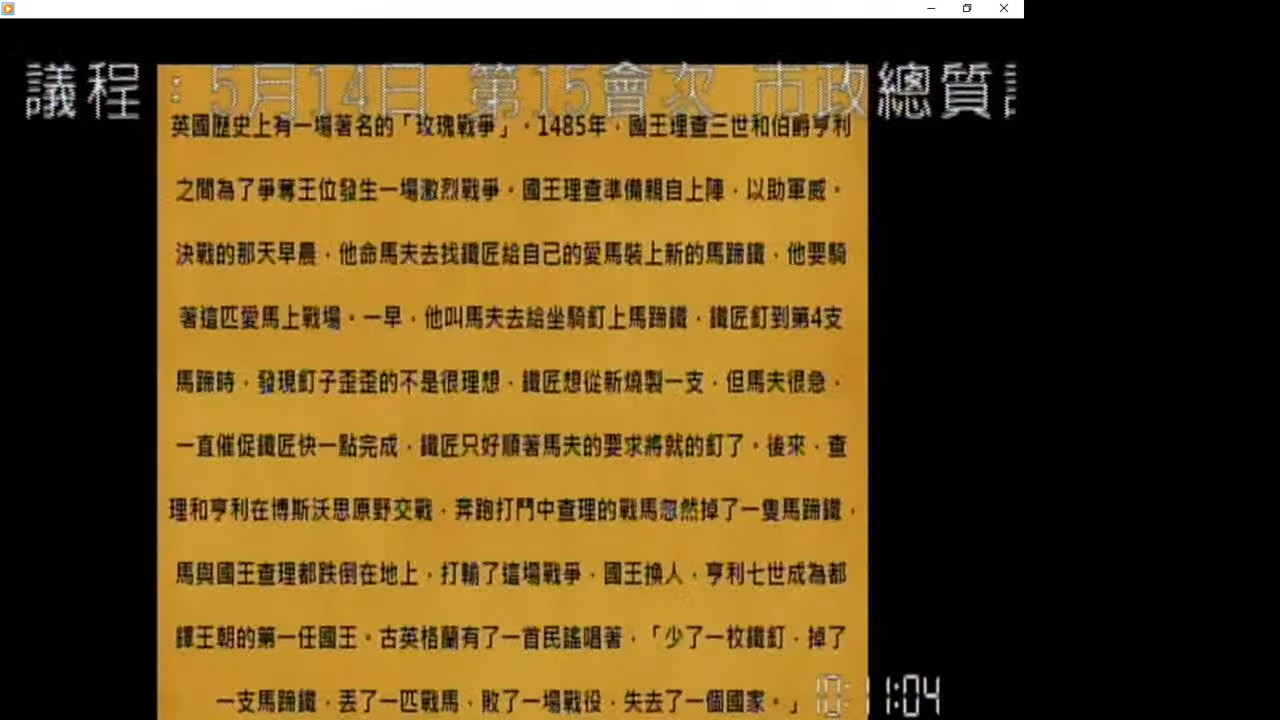 議程：5月14日 第15會次 市政總質
英國歷史上有一場著名的「玫瑰戰爭」，1485年，國王理查三世和伯爵亨利
之間為了爭奪王位發生一場激烈戰爭。國王理查準備親自上陣，以助軍威。
決戰的那天早晨，他命馬夫去找鐵匠給自己的愛馬裝上新的馬蹄鐵，他要騎
著這匹愛馬上戰場。一早，他叫馬夫去給坐騎釘上馬蹄鐵，鐵匠釘到第4支
馬蹄時，發現釘子歪歪的不是很理想，鐵匠想從新燒製一支，但馬夫很急，
一直催促鐵匠快一點完成，鐵匠只好順著馬夫的要求將就的釘了。後來，查
理和亨利在博斯沃思原野交戰，奔跑打鬥中查理的戰馬忽然掉了一隻馬蹄鐵，
馬與國王查理都跌倒在地上，打輸了這場戰爭，國王換人，亨利七世成為都
鐸王朝的第一任國王。古英格蘭有了一首民謠唱著，「少了一枚鐵釘，掉了
一支馬蹄鐵，丟了一匹戰馬，敗了一場戰役，失去了一個國家。」
10:11:04